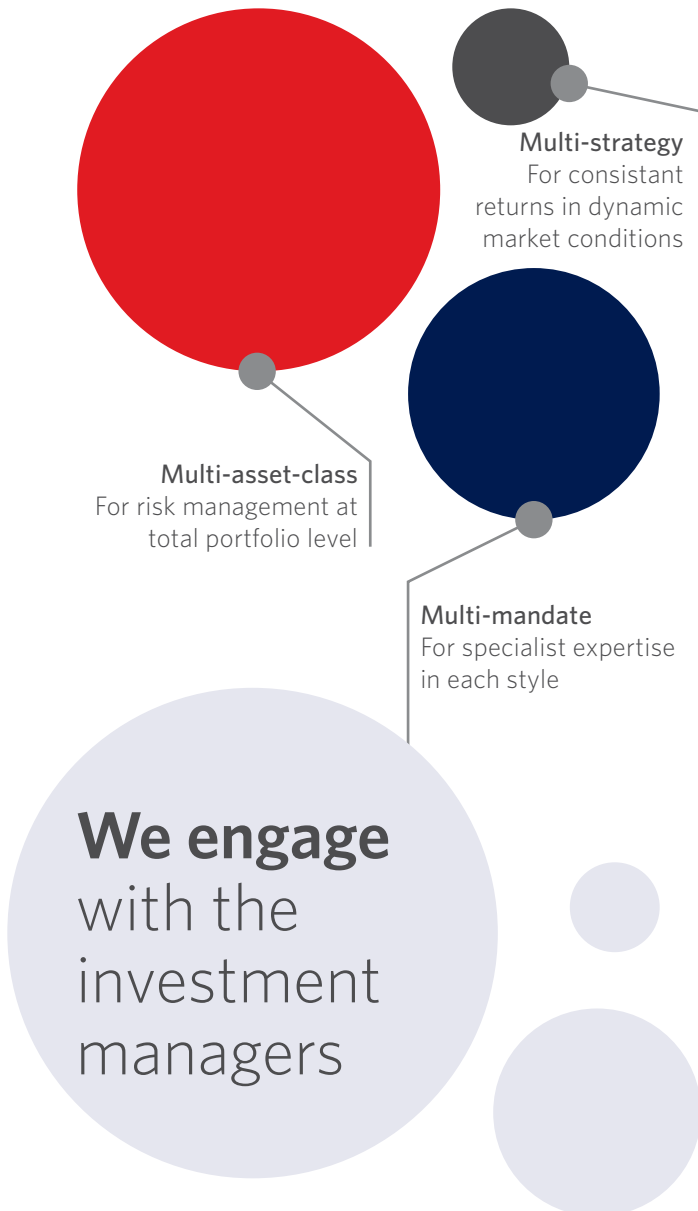 Multi-strategy
For consistant
returns in dynamic
market conditions
Multi-asset-class
For risk management at
total portfolio level
Multi-mandate
For specialist expertise
in each style
We engage
with the
investment
managers